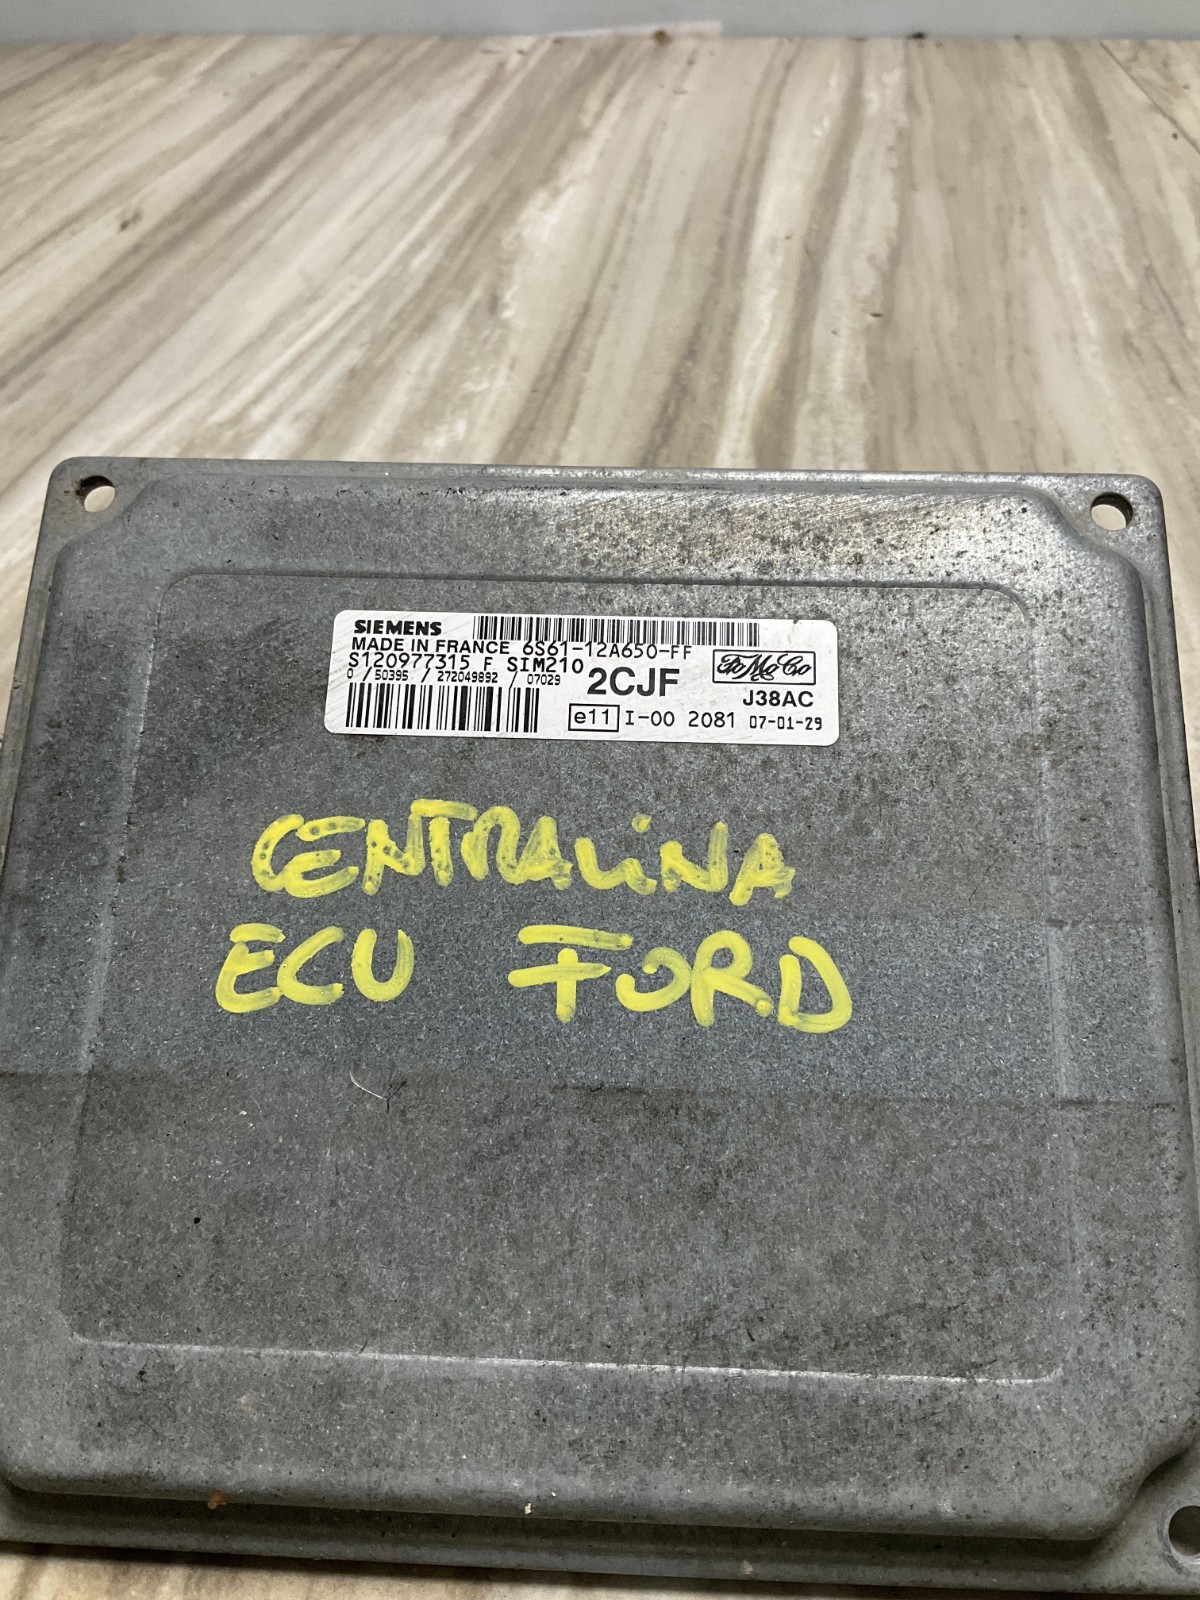 SIEMENS
MADE IN FRANCE 6S61-12A650-FF
S120977315 F SIM210
0 / 50395 / 272049892 / 07029
2CJF
FoMoCo
J38AC
e11 I-00 2081 07-01-29
CENTRALiNA
ECU FORD